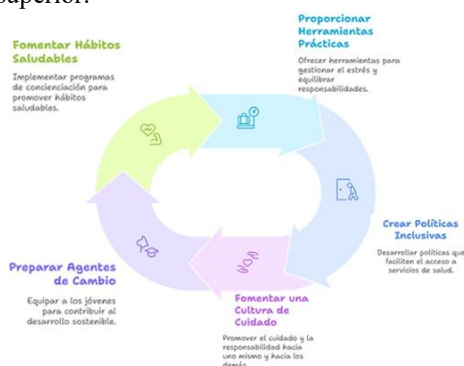 superior.
Fomentar Hábitos
Saludables
Implementar programas
de concienciación para
promover hábitos
saludables.
Proporcionar
Herramientas
Prácticas
Ofrecer herramientas para
gestionar el estrés y
equilibrar
responsabilidades.
Crear Políticas
Inclusivas
Desarrollar políticas que
faciliten el acceso a
servicios de salud.
Fomentar una
Cultura de
Cuidado
Promover el cuidado y la
responsabilidad hacia
uno mismo y hacia los
demás.
Preparar Agentes
de Cambio
Equipar a los jóvenes
para contribuir al
desarrollo sostenible.